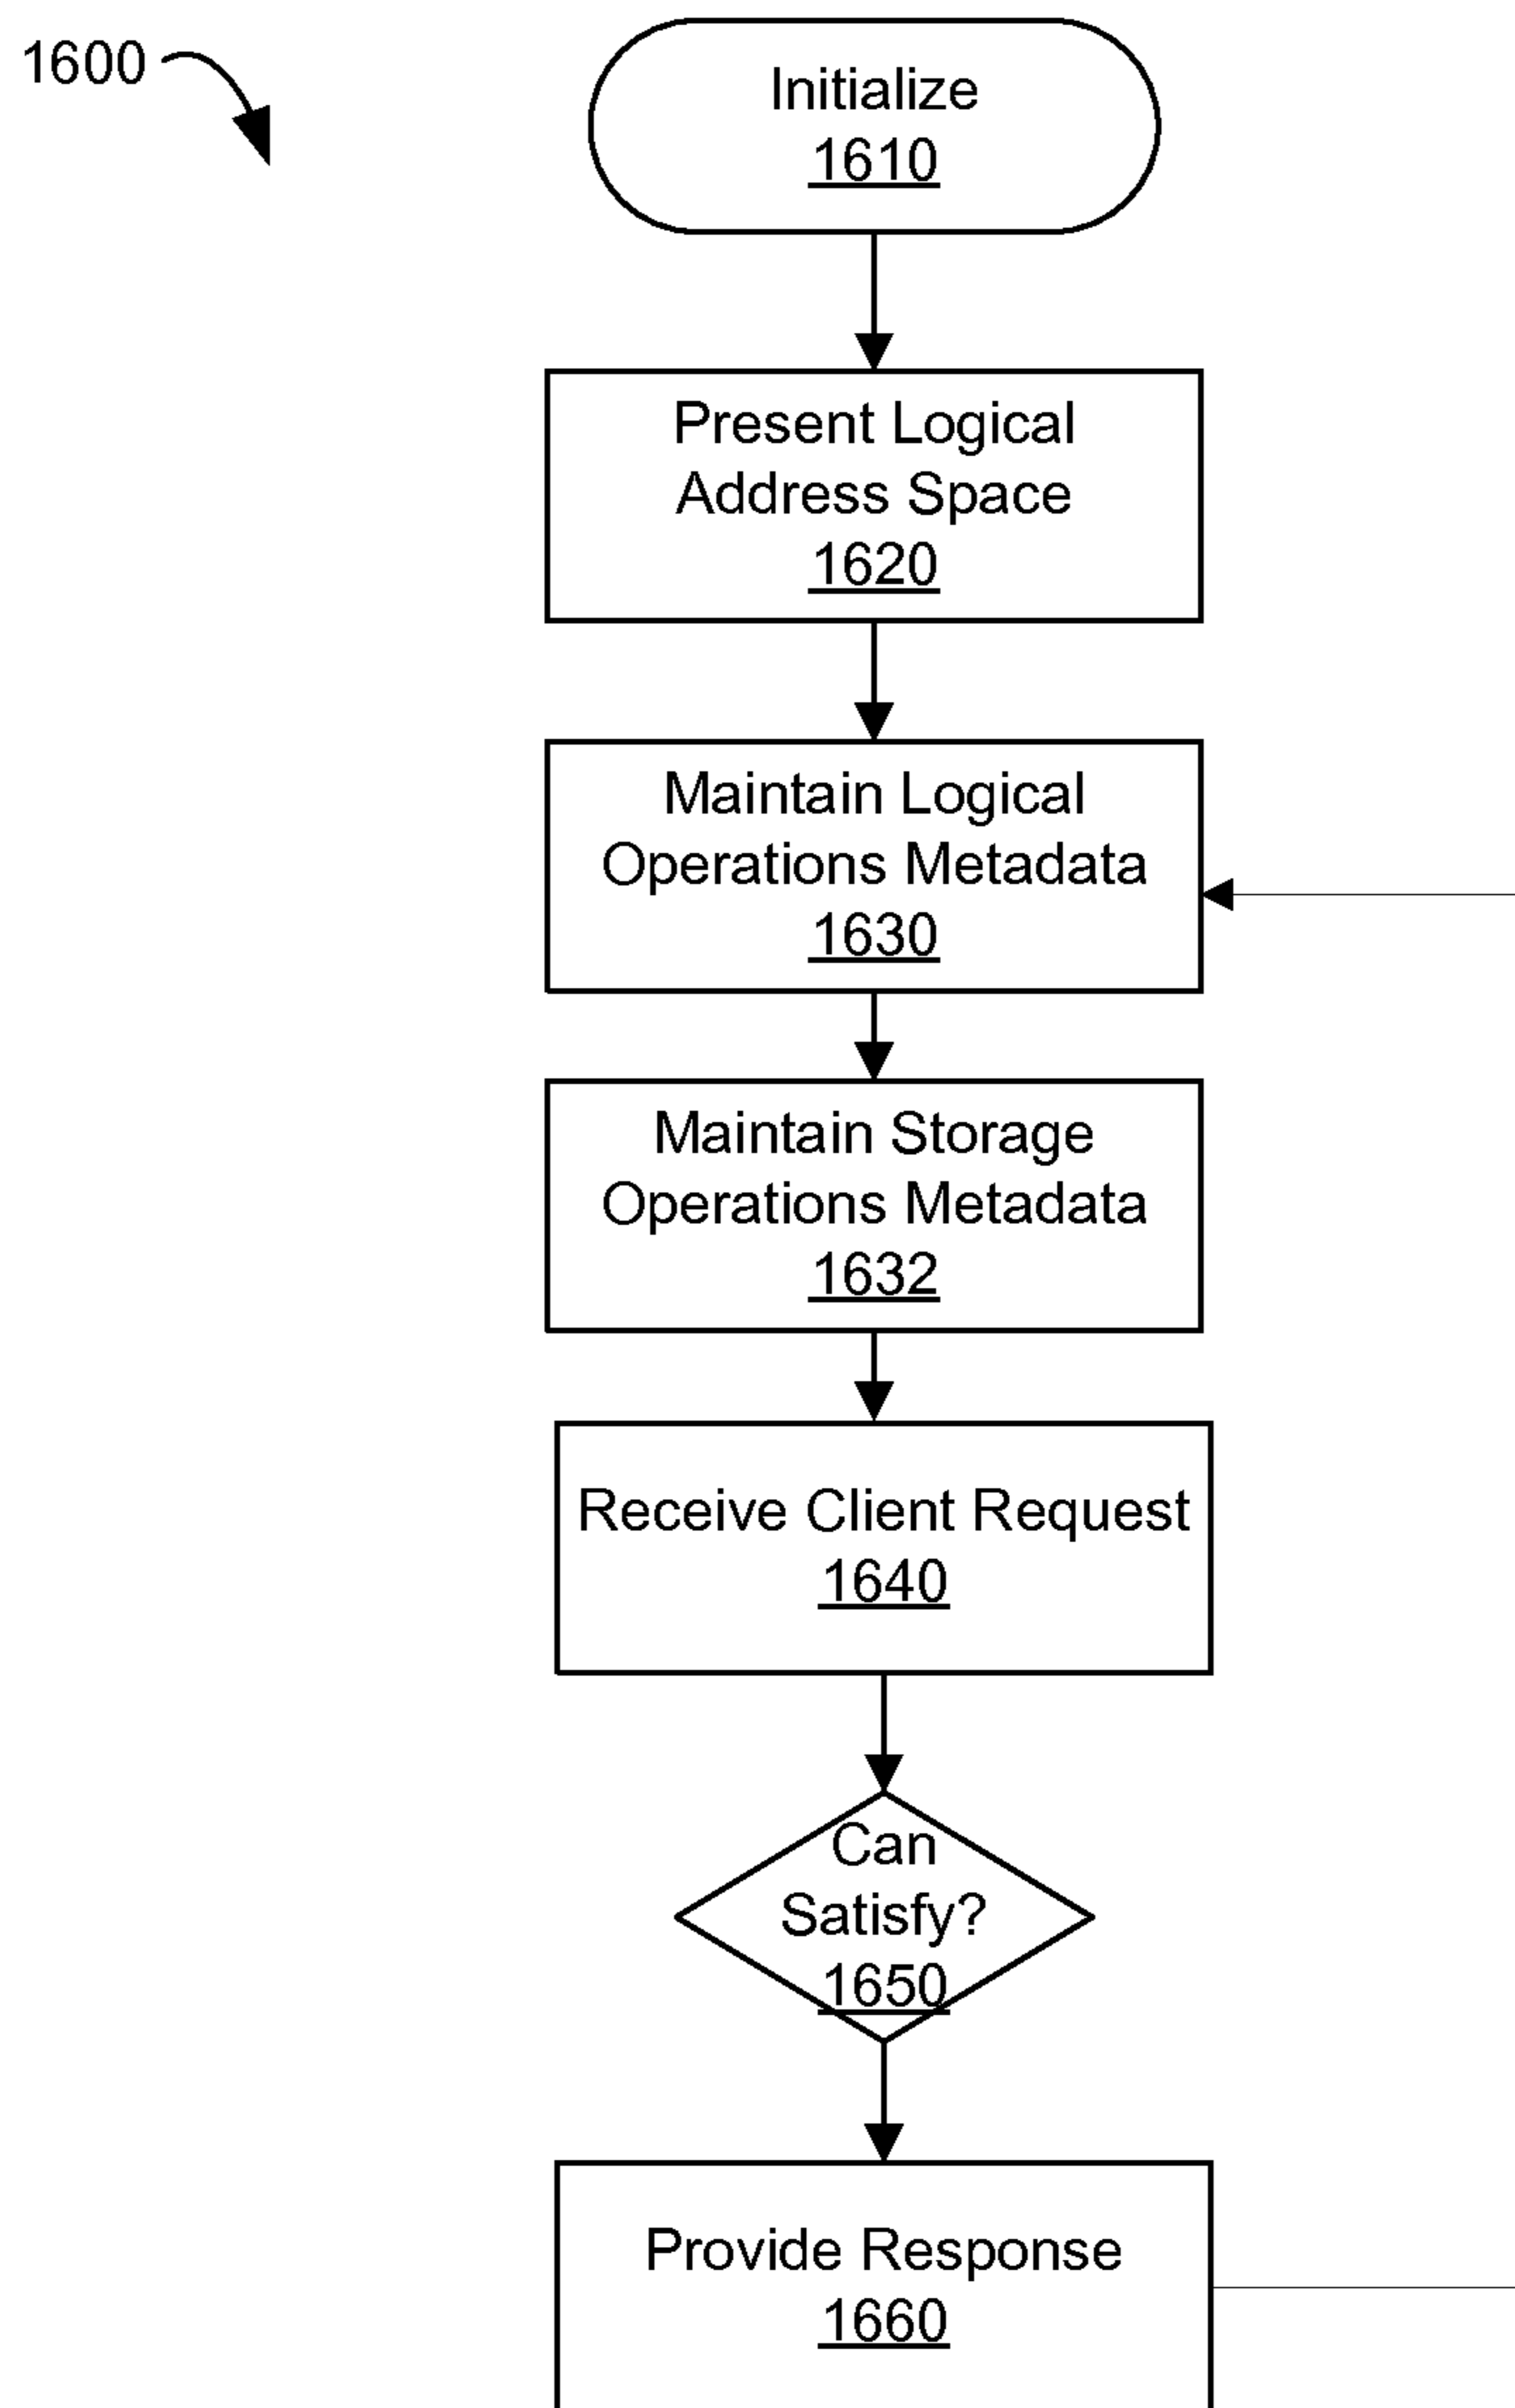 1600
Initialize
1610
Present Logical
Address Space
1620
Maintain Logical
Operations Metadata
1630
Maintain Storage
Operations Metadata
1632
Receive Client Request
1640
Can
Satisfy?
1650
Provide Response
1660